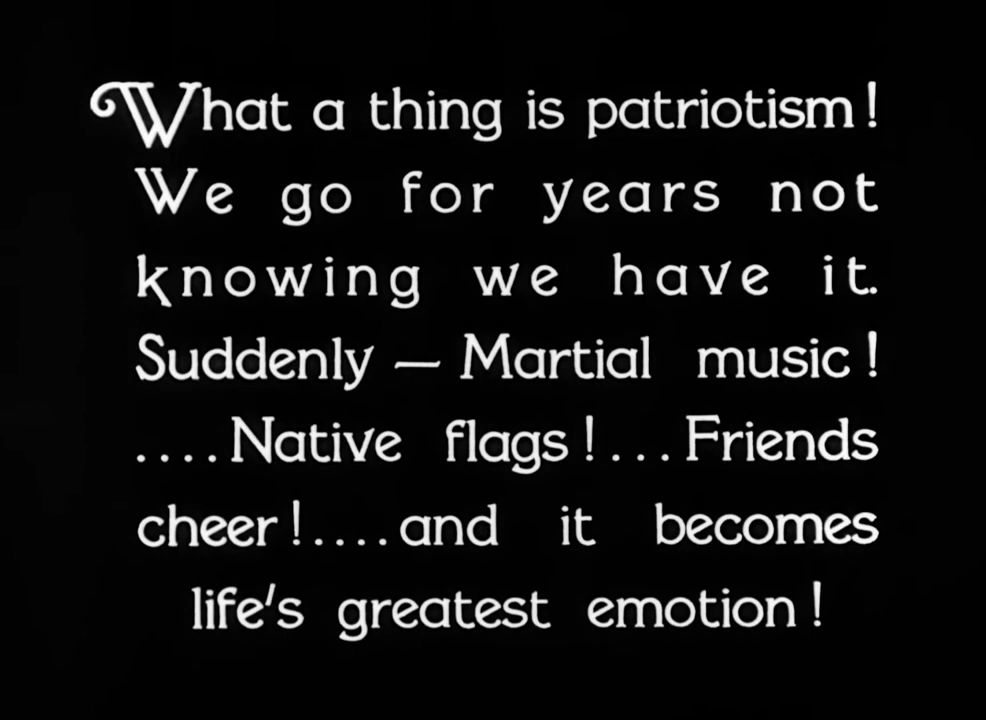 What a thing is patriotism!
We go for years not
knowing we have it.
Suddenly — Martial music!
....Native flags!...Friends
cheer!....and it becomes
life's greatest emotion!